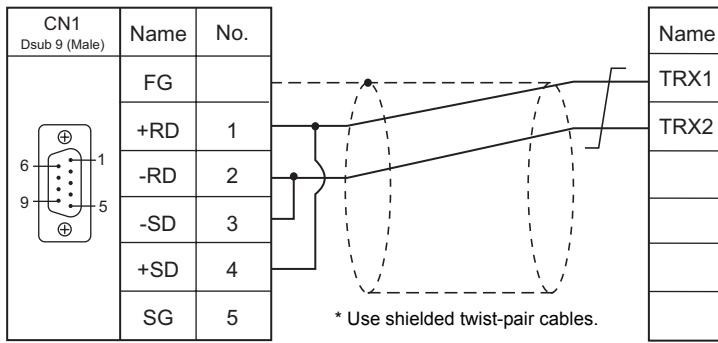 CN1
Dsub 9 (Male)
Name No.
Name
FG
TRX1
+RD 1
TRX2
6 1
-RD 2
9 5
-SD 3
+SD 4
SG 5
* Use shielded twist-pair cables.